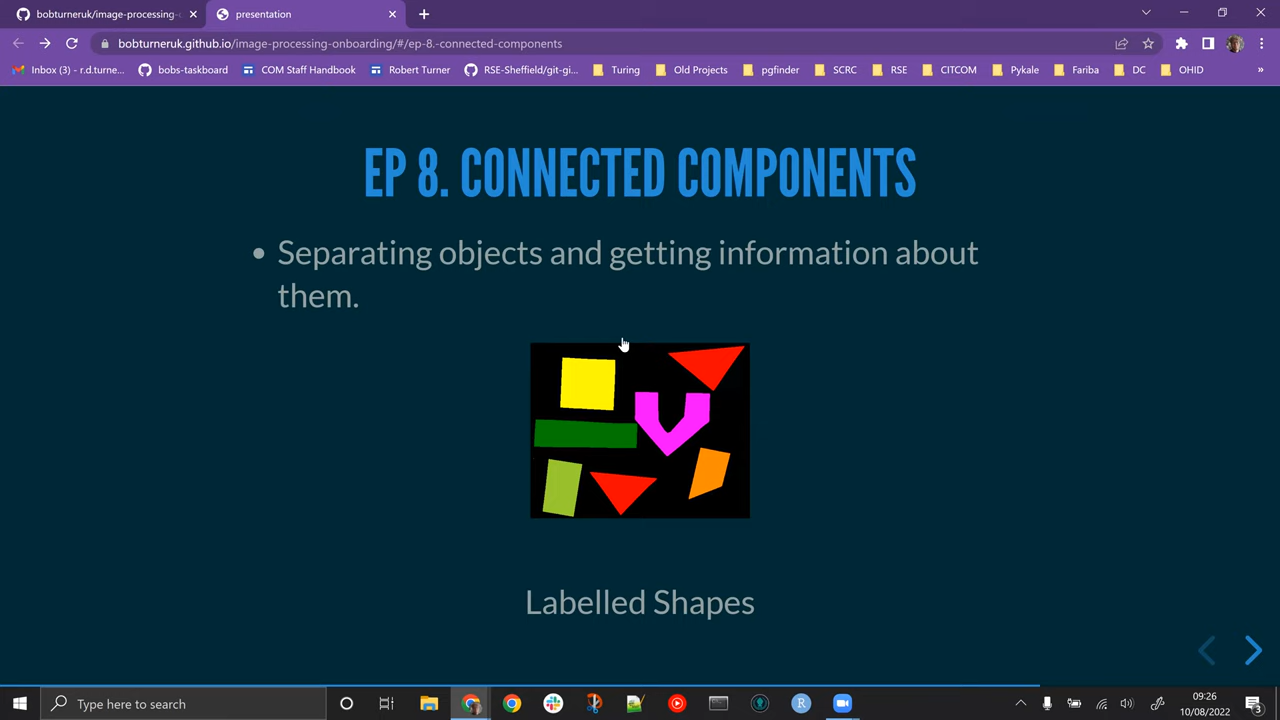 bobturneruk/image-processing-
presentation
bobturneruk.github.io/image-processing-onboarding/#/ep-8.-connected-components
Inbox (3) - r.d.turne... bobs-taskboard COM Staff Handbook Robert Turner RSE-Sheffield/git-gi... Turing Old Projects pgfinder SCRC RSE CITCOM Pykale Fariba DC OHID »
EP 8. CONNECTED COMPONENTS
• Separating objects and getting information about
them.
Labelled Shapes
Type here to search
09:26
10/08/2022
3